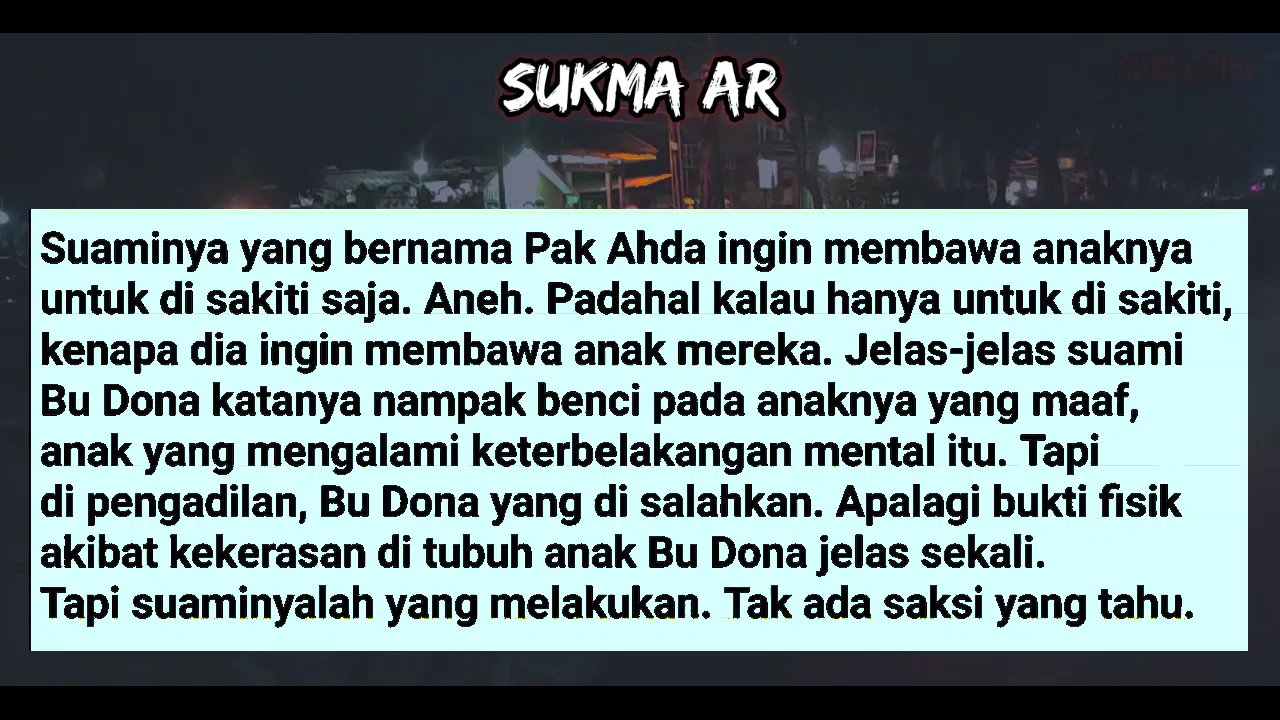 SUBSCRIBE
SUKMA AR
Suaminya yang bernama Pak Ahda ingin membawa anaknya
untuk di sakiti saja. Aneh. Padahal kalau hanya untuk di sakiti,
kenapa dia ingin membawa anak mereka. Jelas-jelas suami
Bu Dona katanya nampak benci pada anaknya yang maaf,
anak yang mengalami keterbelakangan mental itu. Tapi
di pengadilan, Bu Dona yang di salahkan. Apalagi bukti fisik
akibat kekerasan di tubuh anak Bu Dona jelas sekali.
Tapi suaminyalah yang melakukan. Tak ada saksi yang tahu.